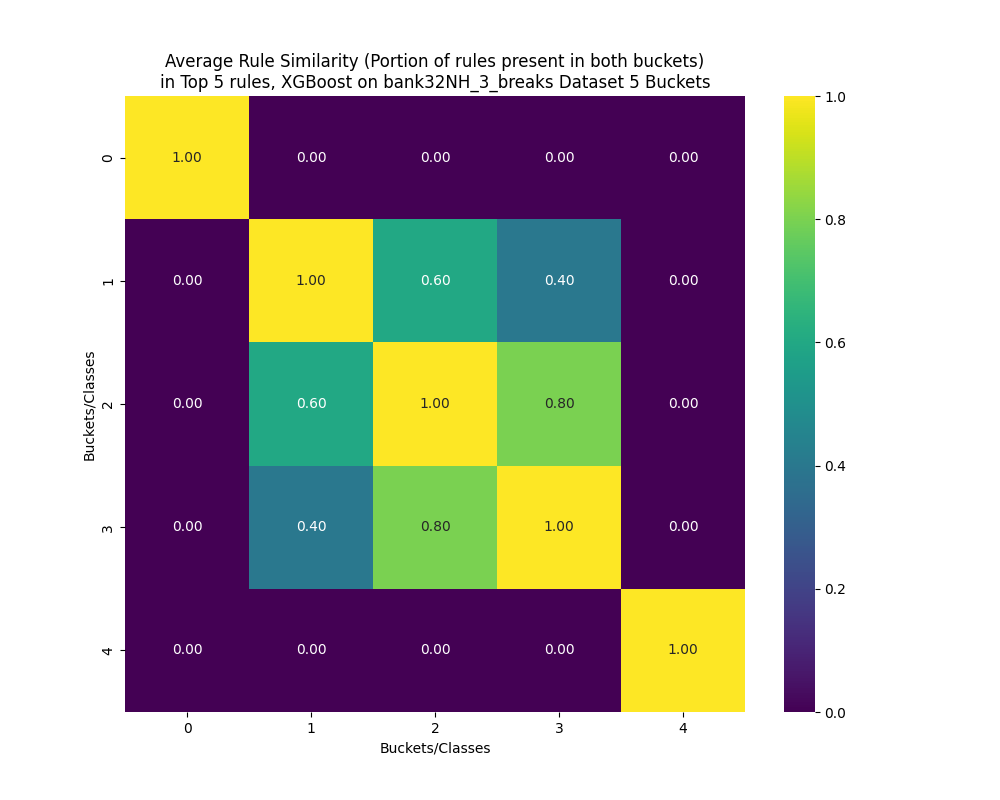 Average Rule Similarity (Portion of rules present in both buckets)
in Top 5 rules, XGBoost on bank32NH_3_breaks Dataset 5 Buckets
1.0
0 1.00 0.00 0.00 0.00 0.00
0.8
1 0.00 1.00 0.60 0.40 0.00
0.6
Buckets/Classes
2 0.00 0.60 1.00 0.80 0.00
0.4
3 0.00 0.40 0.80 1.00 0.00
0.2
4 0.00 0.00 0.00 0.00 1.00
0.0
0 1 2 3 4
Buckets/Classes